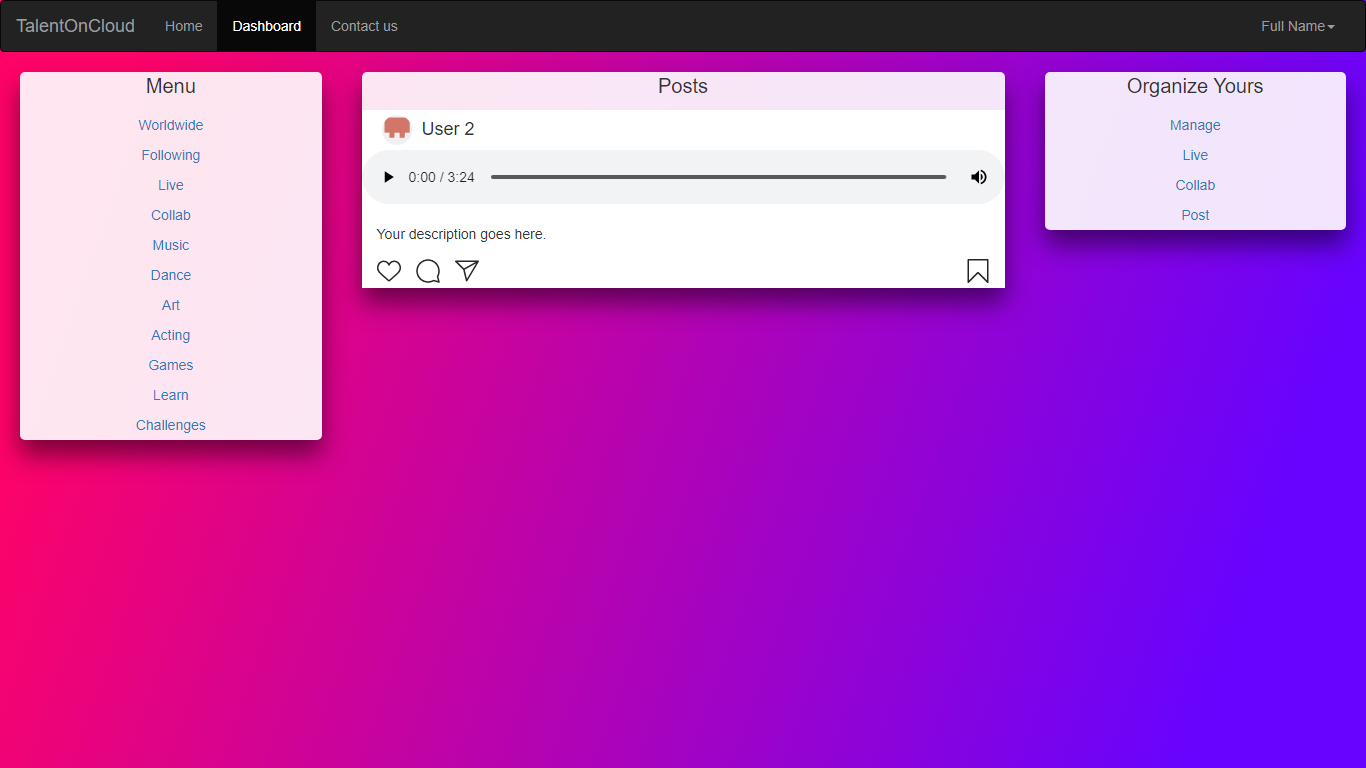 TalentOnCloud Home Dashboard Contact us Full Name
Menu
Worldwide
Following
Live
Collab
Music
Dance
Art
Acting
Games
Learn
Challenges
Posts
User 2
0:00 / 3:24
Your description goes here.
Organize Yours
Manage
Live
Collab
Post